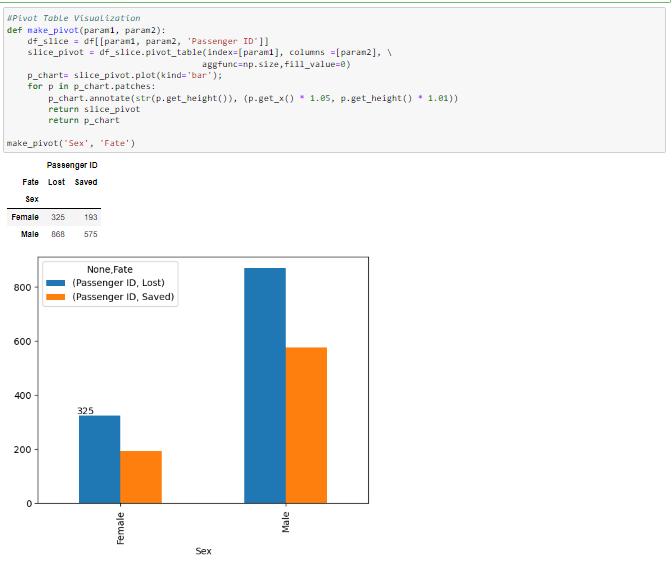 #Pivot Table Visualization
def make_pivot(param1, param2):
    df_slice = df[[param1, param2, 'Passenger ID']]
    slice_pivot = df_slice.pivot_table(index=[param1], columns =[param2], \
                                       aggfunc=np.size,fill_value=0)
    p_chart= slice_pivot.plot(kind='bar');
    for p in p_chart.patches:
        p_chart.annotate(str(p.get_height()), (p.get_x() * 1.05, p.get_height() * 1.01))
        return slice_pivot
        return p_chart
make_pivot('Sex', 'Fate')
Passenger ID
Fate Lost Saved
Sex
Female 325 193
Male 868 575
None,Fate
(Passenger ID, Lost)
(Passenger ID, Saved)
800
600
400
325
200
0
Female
Male
Sex